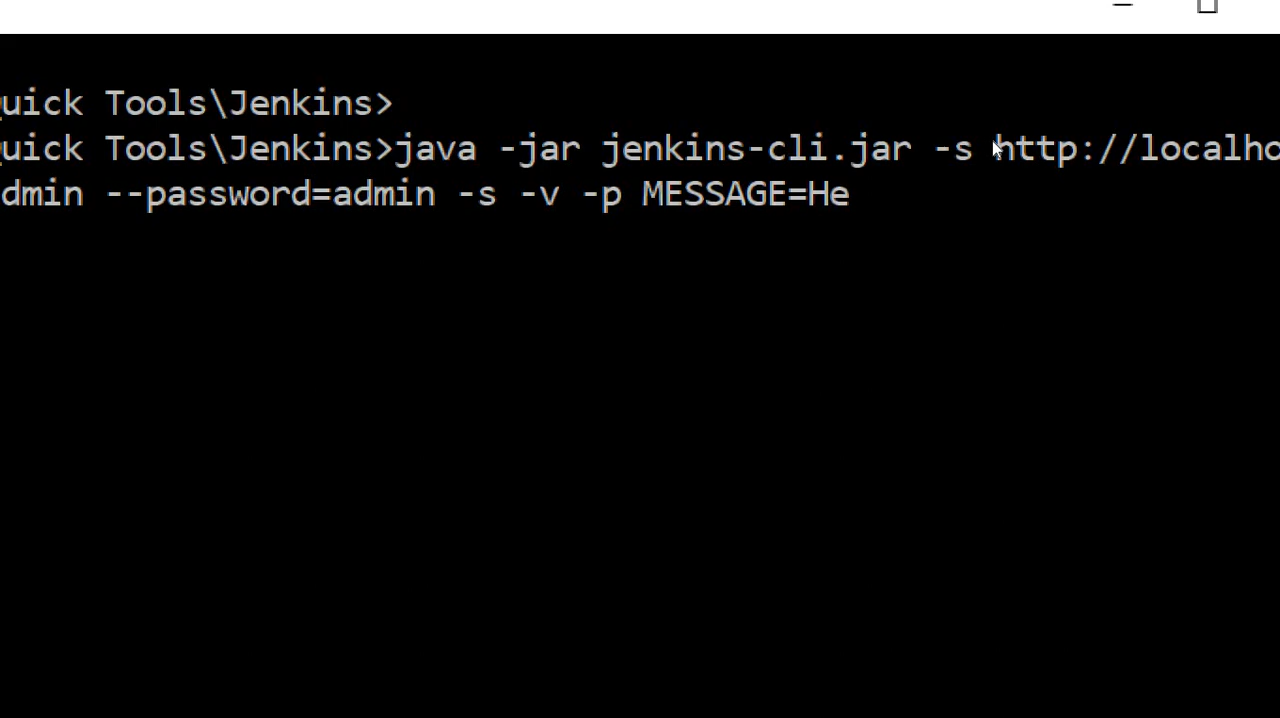 uick Tools\Jenkins>
uick Tools\Jenkins>java -jar jenkins-cli.jar -s http://localho
dmin --password=admin -s -v -p MESSAGE=He